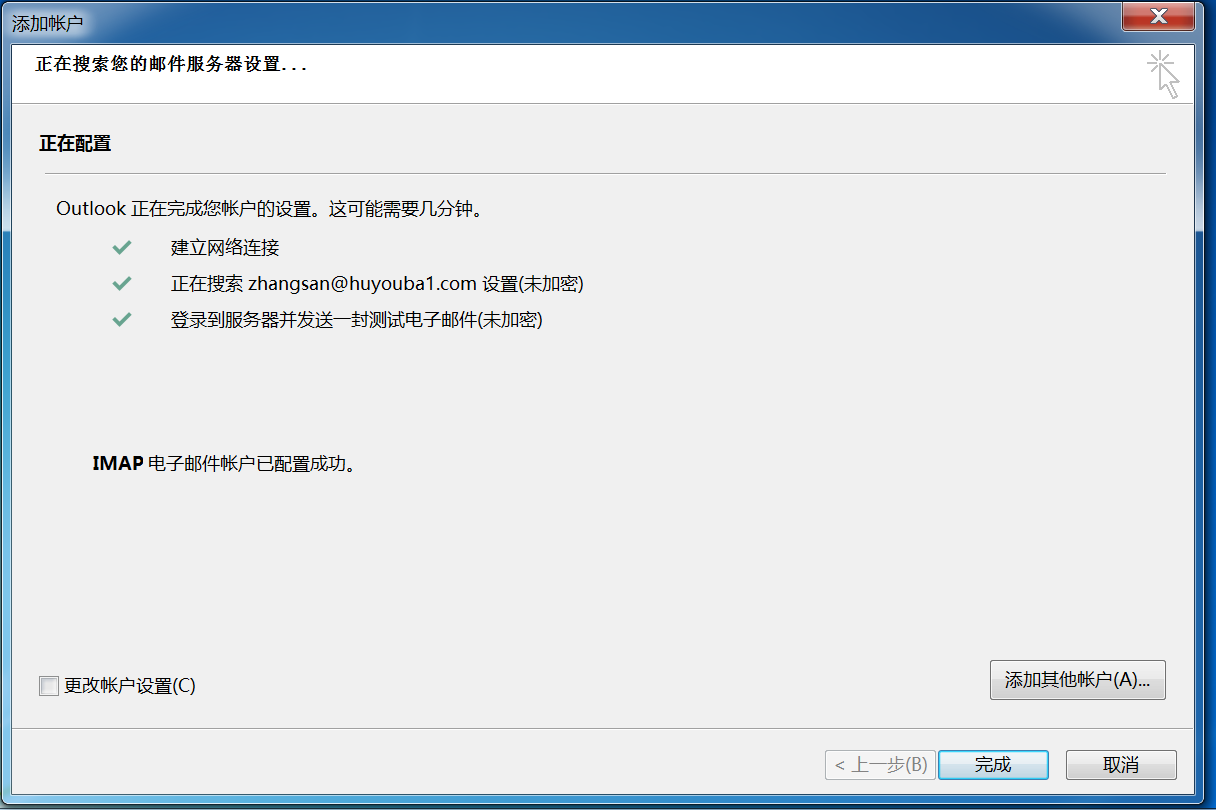 添加帐户
正在搜索您的邮件服务器设置...
正在配置
Outlook 正在完成您帐户的设置。这可能需要几分钟。
建立网络连接
正在搜索 zhangsan@huyouba1.com 设置(未加密)
登录到服务器并发送一封测试电子邮件(未加密)
IMAP 电子邮件帐户已配置成功。
更改帐户设置(C)
添加其他帐户(A)...
< 上一步(B)
完成
取消